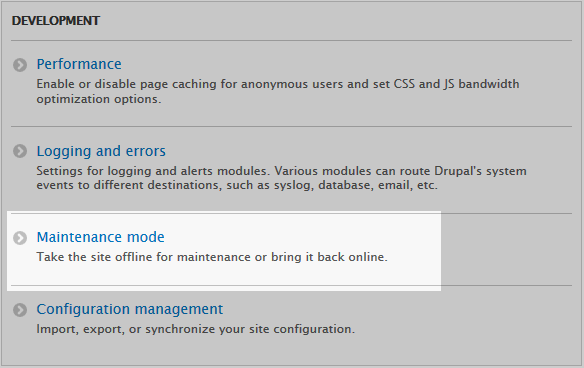 DEVELOPMENT
Performance
Enable or disable page caching for anonymous users and set CSS and JS bandwidth
optimization options.
Logging and errors
Settings for logging and alerts modules. Various modules can route Drupal's system
events to different destinations, such as syslog, database, email, etc.
Maintenance mode
Take the site offline for maintenance or bring it back online.
Configuration management
Import, export, or synchronize your site configuration.